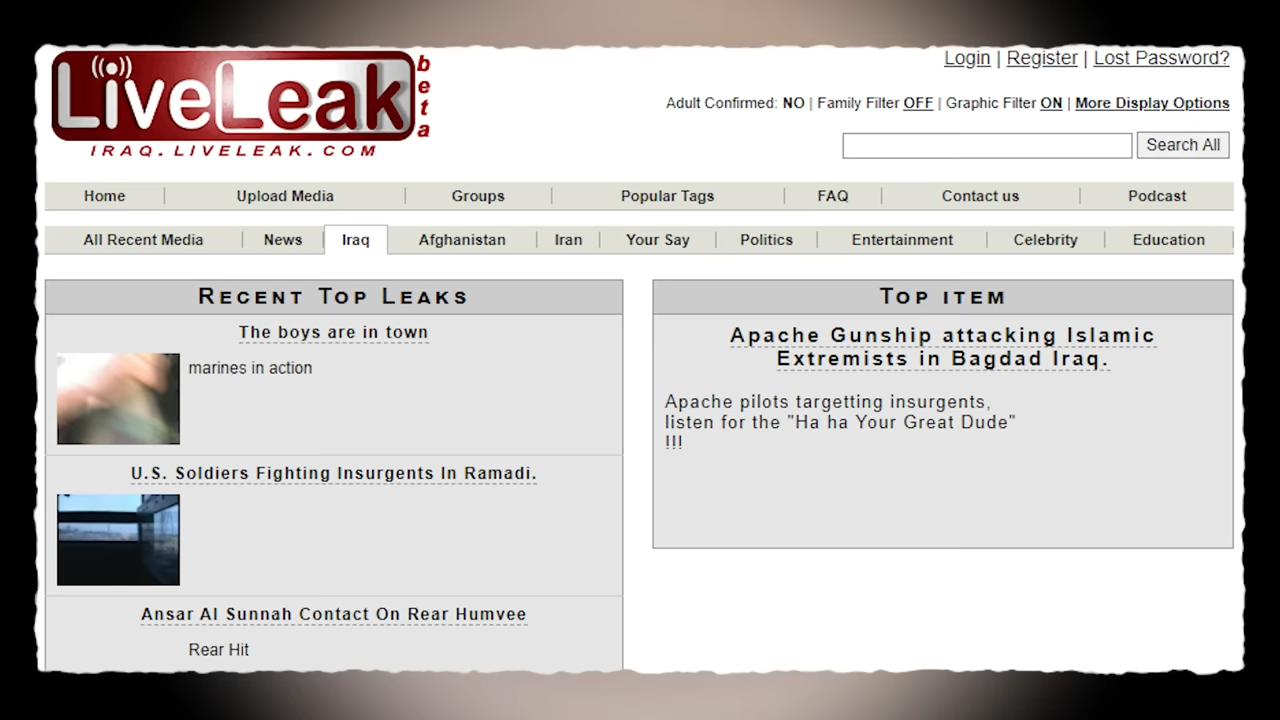 LiveLeak beta
IRAQ.LIVELEAK.COM
Login | Register | Lost Password?
Adult Confirmed: NO | Family Filter OFF | Graphic Filter ON | More Display Options
Search All
Home | Upload Media | Groups | Popular Tags | FAQ | Contact us | Podcast
All Recent Media | News | Iraq | Afghanistan | Iran | Your Say | Politics | Entertainment | Celebrity | Education
Recent Top Leaks
The boys are in town
marines in action
U.S. Soldiers Fighting Insurgents In Ramadi.
Ansar Al Sunnah Contact On Rear Humvee
Rear Hit
Top item
Apache Gunship attacking Islamic
Extremists in Bagdad Iraq.
Apache pilots targetting insurgents,
listen for the "Ha ha Your Great Dude"
!!!